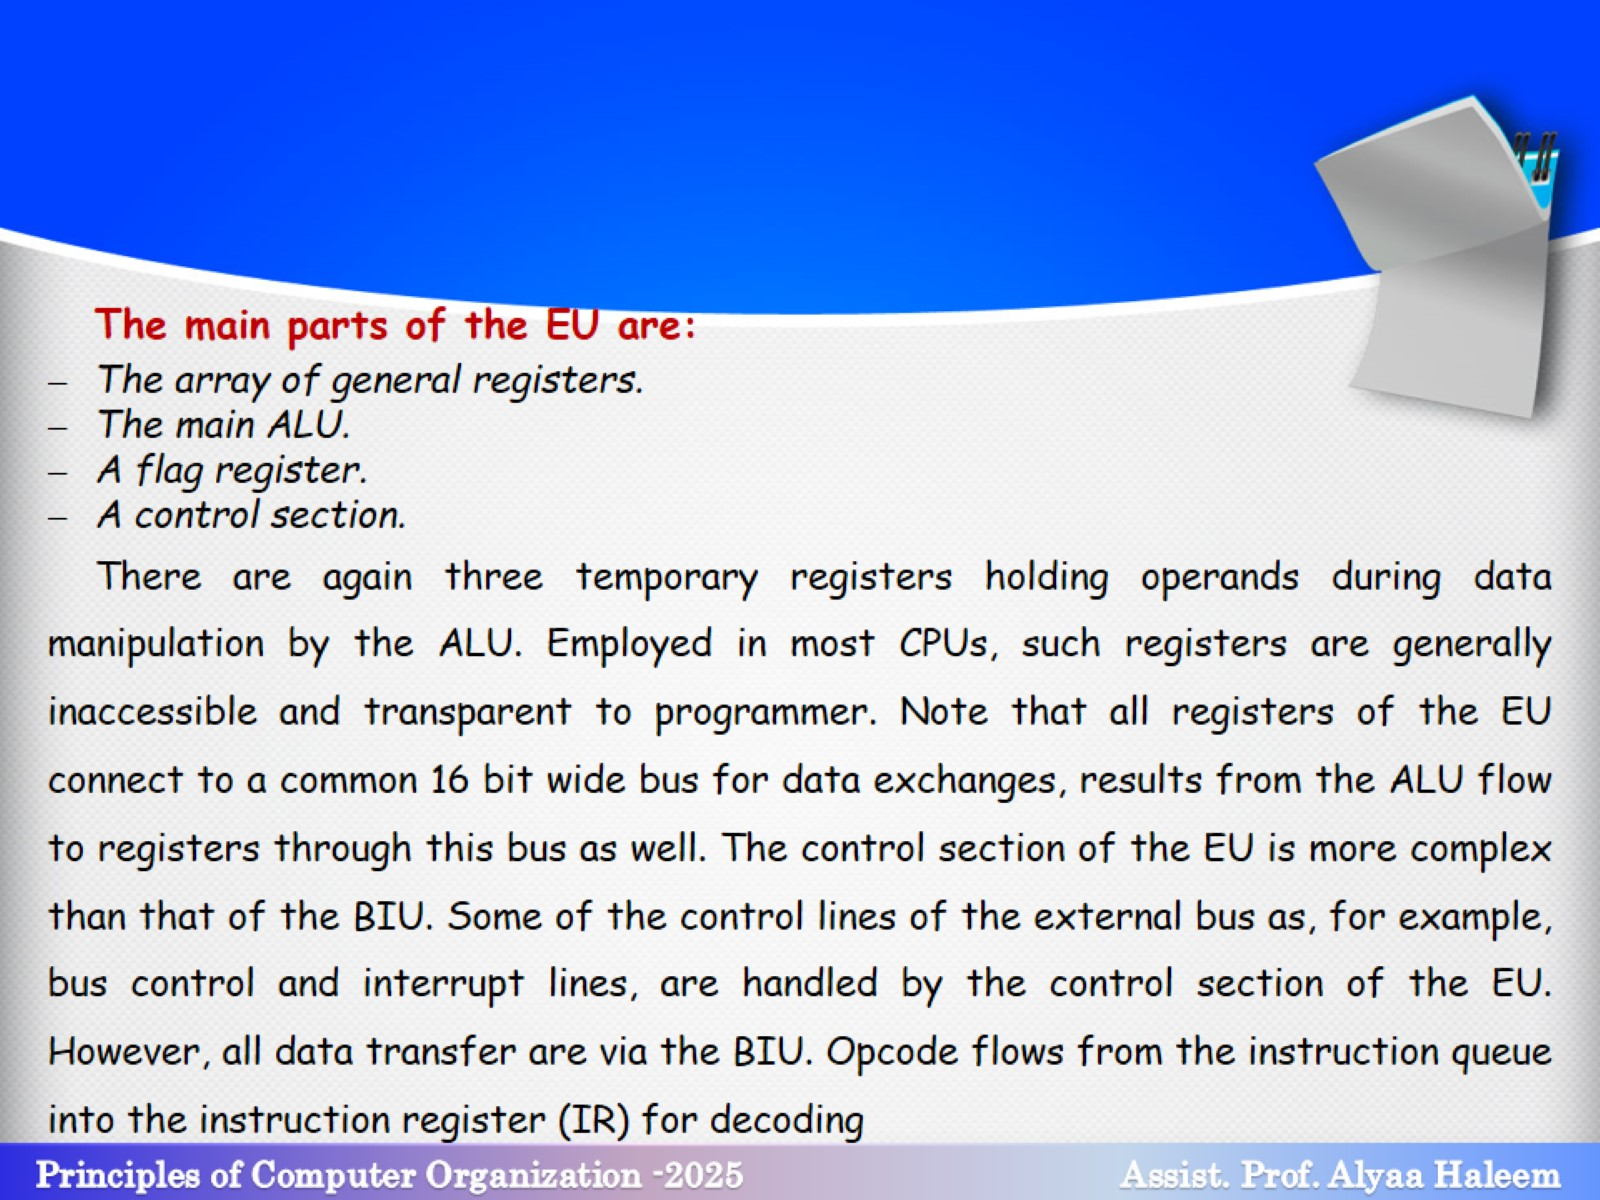 The main parts of the EU are:
– The array of general registers.
– The main ALU.
– A flag register.
– A control section.
There are again three temporary registers holding operands during data
manipulation by the ALU. Employed in most CPUs, such registers are generally
inaccessible and transparent to programmer. Note that all registers of the EU
connect to a common 16 bit wide bus for data exchanges, results from the ALU flow
to registers through this bus as well. The control section of the EU is more complex
than that of the BIU. Some of the control lines of the external bus as, for example,
bus control and interrupt lines, are handled by the control section of the EU.
However, all data transfer are via the BIU. Opcode flows from the instruction queue
into the instruction register (IR) for decoding
Principles of Computer Organization -2025
Assist. Prof. Alyaa Haleem